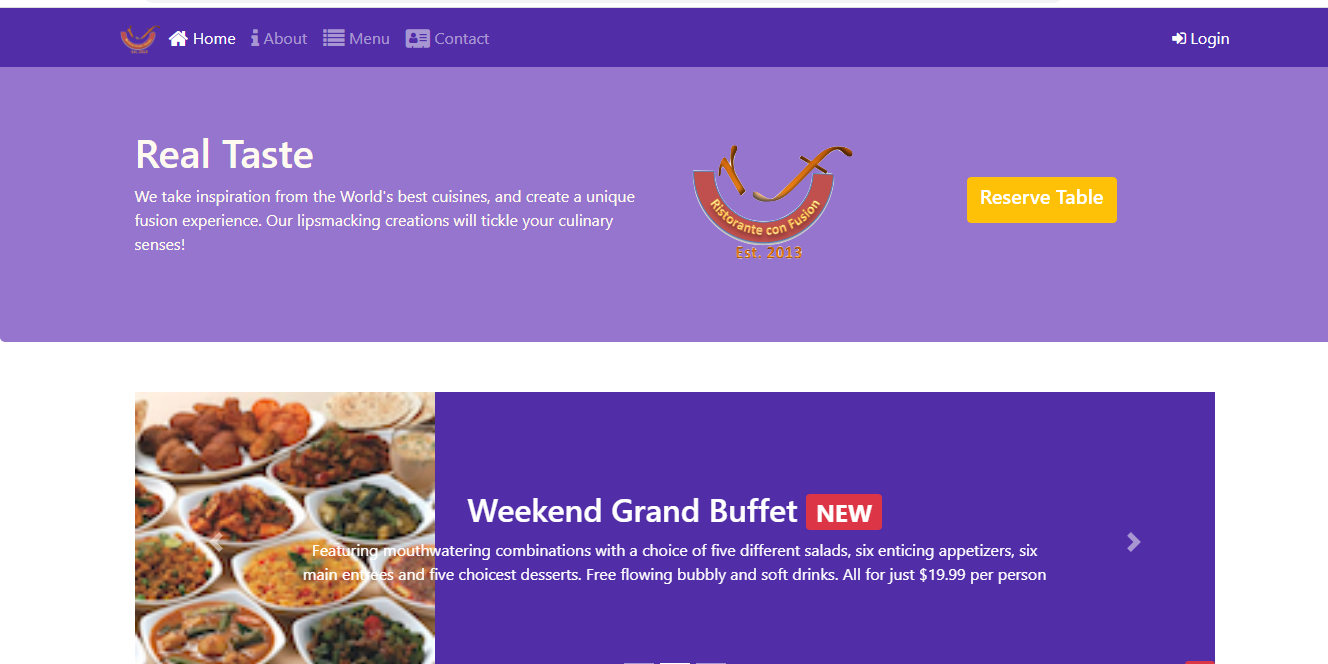 Home
About
Menu
Contact
Login
Real Taste
We take inspiration from the World's best cuisines, and create a unique
fusion experience. Our lipsmacking creations will tickle your culinary
senses!
Ristorante con Fusion
Est. 2013
Reserve Table
Weekend Grand Buffet NEW
Featuring mouthwatering combinations with a choice of five different salads, six enticing appetizers, six
main entrees and five choicest desserts. Free flowing bubbly and soft drinks. All for just $19.99 per person